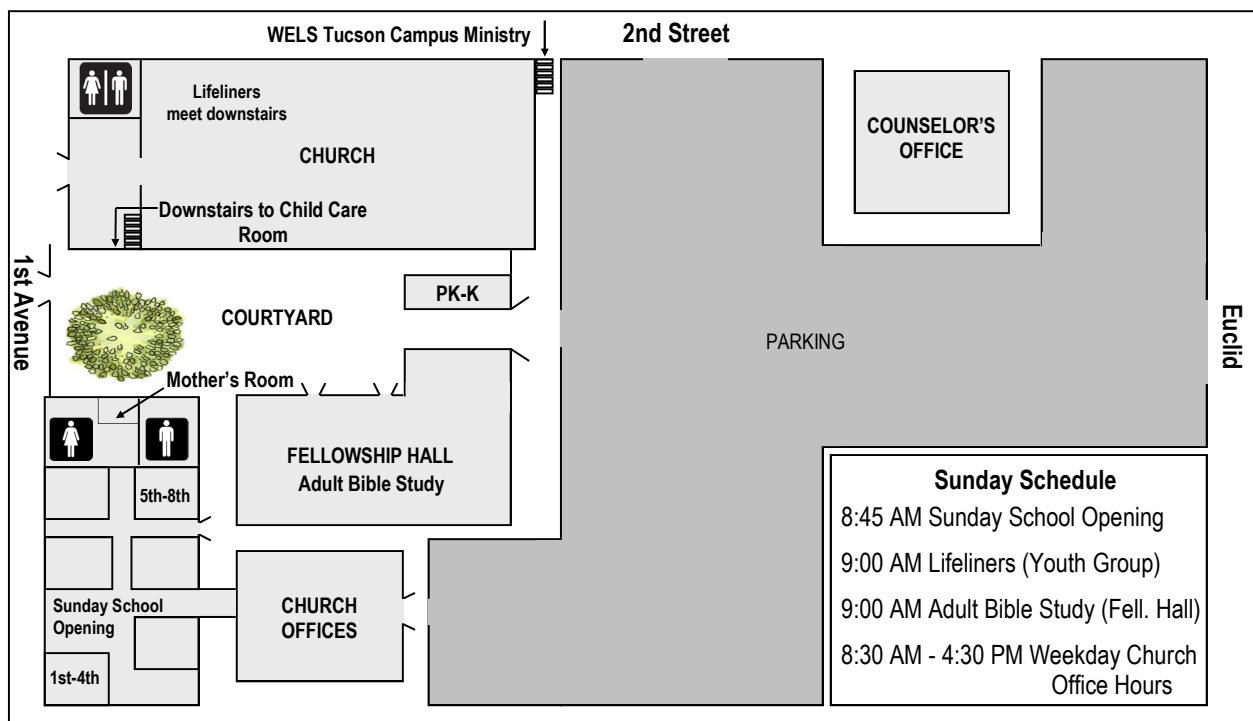 WELS Tucson Campus Ministry
2nd Street
Lifeliners
meet downstairs
CHURCH
COUNSELOR'S
OFFICE
Downstairs to Child Care
Room
1st Avenue
PK-K
COURTYARD
PARKING
Euclid
Mother's Room
FELLOWSHIP HALL
Adult Bible Study
5th-8th
Sunday School
Opening
CHURCH
OFFICES
1st-4th
Sunday Schedule
8:45 AM Sunday School Opening
9:00 AM Lifeliners (Youth Group)
9:00 AM Adult Bible Study (Fell. Hall)
8:30 AM - 4:30 PM Weekday Church
Office Hours